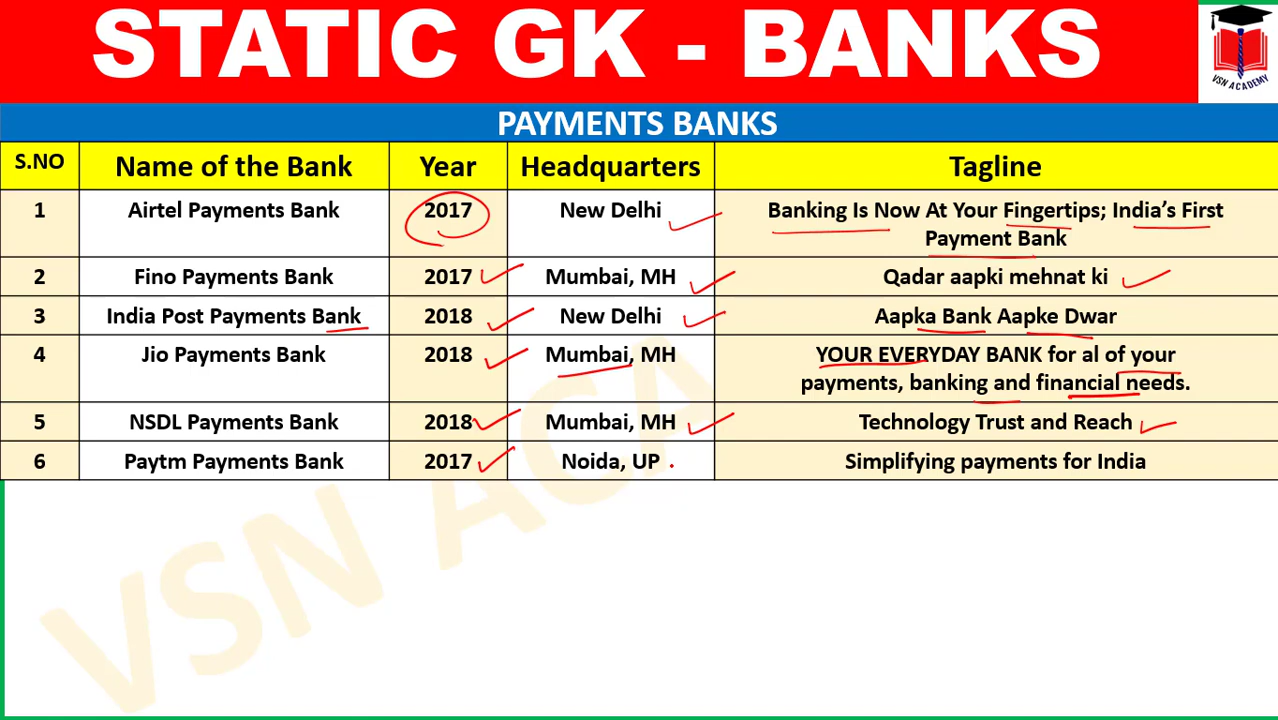 STATIC GK - BANKS
VSN ACADEMY
PAYMENTS BANKS
S.NO Name of the Bank Year Headquarters Tagline
1 Airtel Payments Bank 2017 New Delhi Banking Is Now At Your Fingertips; India's First
Payment Bank
2 Fino Payments Bank 2017 Mumbai, MH Qadar aapki mehnat ki
3 India Post Payments Bank 2018 New Delhi Aapka Bank Aapke Dwar
4 Jio Payments Bank 2018 Mumbai, MH YOUR EVERYDAY BANK for al of your
payments, banking and financial needs.
5 NSDL Payments Bank 2018 Mumbai, MH Technology Trust and Reach
6 Paytm Payments Bank 2017 Noida, UP Simplifying payments for India
VSN ACA